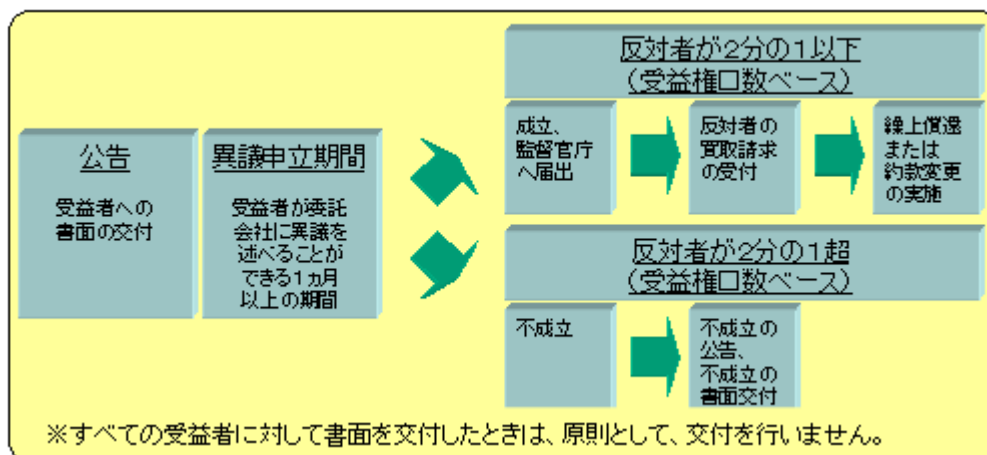 公告
受益者への
書面の交付
異議申立期間
受益者が委託
会社に異議を
述べることが
できる1ヵ月
以上の期間
反対者が2分の1以下
(受益権口数ベース)
成立、
監督官庁
へ届出
反対者の
買取請求
の受付
繰上償還
または
約款変更
の実施
反対者が2分の1超
(受益権口数ベース)
不成立
不成立の
公告、
不成立の
書面交付
※すべての受益者に対して書面を交付したときは、原則として、交付を行いません。